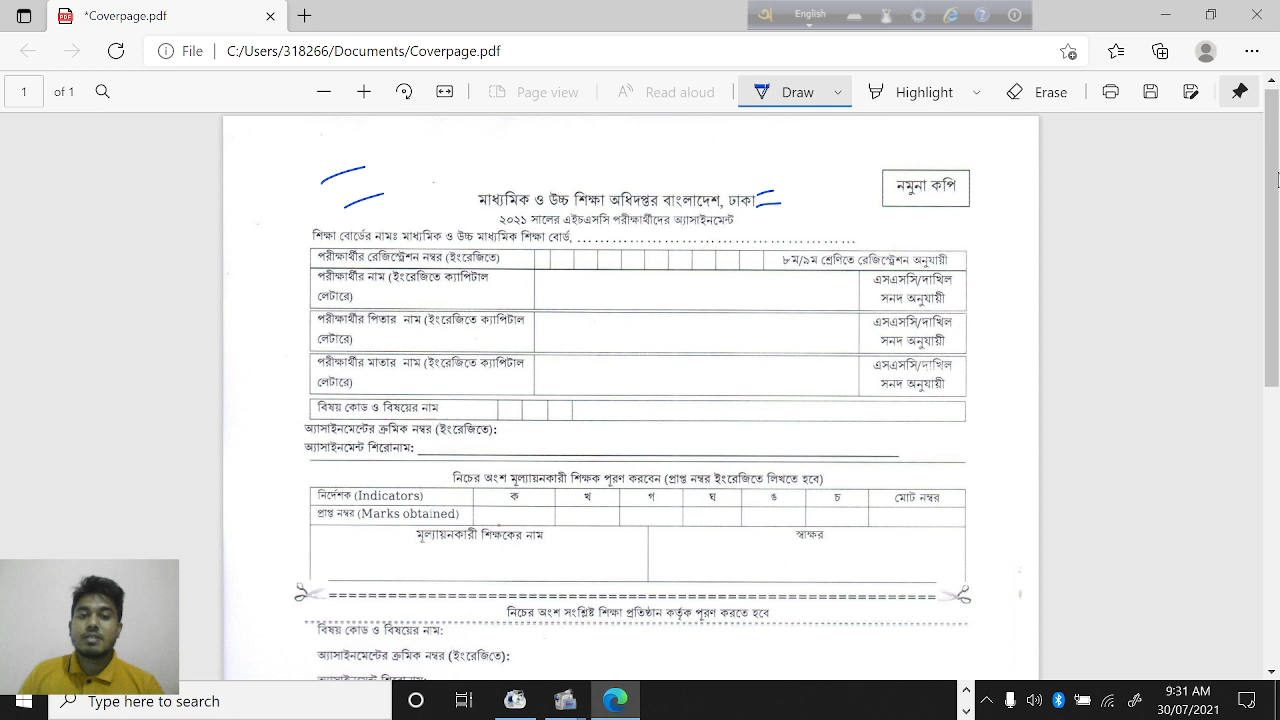 *Coverpage.pdf
অ English
File C:/Users/318266/Documents/Coverpage.pdf
1 of 1 Page view Read aloud Draw Highlight Erase
নমুনা কপি
মাধ্যমিক ও উচ্চ শিক্ষা অধিদপ্তর বাংলাদেশ, ঢাকা
২০২১ সালের এইচএসসি পরীক্ষার্থীদের অ্যাসাইনমেন্ট
শিক্ষা বোর্ডের নামঃ মাধ্যমিক ও উচ্চ মাধ্যমিক শিক্ষা বোর্ড, ........................................................
পরীক্ষার্থীর রেজিস্ট্রেশন নম্বর (ইংরেজিতে) ৮ম/৯ম শ্রেণিতে রেজিস্ট্রেশন অনুযায়ী
পরীক্ষার্থীর নাম (ইংরেজিতে ক্যাপিটাল এসএসসি/দাখিল
লেটারে) সনদ অনুযায়ী
পরীক্ষার্থীর পিতার নাম (ইংরেজিতে ক্যাপিটাল এসএসসি/দাখিল
লেটারে) সনদ অনুযায়ী
পরীক্ষার্থীর মাতার নাম (ইংরেজিতে ক্যাপিটাল এসএসসি/দাখিল
লেটারে) সনদ অনুযায়ী
বিষয় কোড ও বিষয়ের নাম
অ্যাসাইনমেন্টের ক্রমিক নম্বর (ইংরেজিতে):
অ্যাসাইনমেন্ট শিরোনাম:
নিচের অংশ মূল্যায়নকারী শিক্ষক পূরণ করবেন (প্রাপ্ত নম্বর ইংরেজিতে লিখতে হবে)
নির্দেশক (Indicators) ক খ গ ঘ ঙ চ মোট নম্বর
প্রাপ্ত নম্বর (Marks obtained)
মূল্যায়নকারী শিক্ষকের নাম স্বাক্ষর
নিচের অংশ সংশ্লিষ্ট শিক্ষা প্রতিষ্ঠান কর্তৃক পূরণ করতে হবে
বিষয় কোড ও বিষয়ের নাম:
অ্যাসাইনমেন্টের ক্রমিক নম্বর (ইংরেজিতে):
অ্যাসাইনমেন্ট শিরোনাম:
Type here to search
9:31 AM
30/07/2021